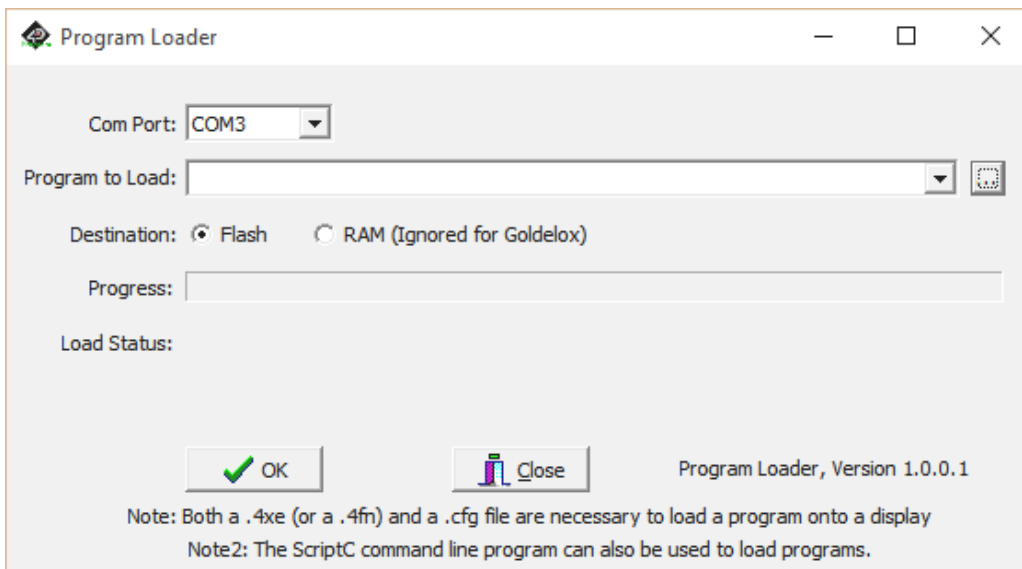 Program Loader
Com Port: COM3
Program to Load:
Destination: Flash RAM (Ignored for Goldelox)
Progress:
Load Status:
OK Close Program Loader, Version 1.0.0.1
Note: Both a .4xe (or a .4fn) and a .cfg file are necessary to load a program onto a display
Note2: The ScriptC command line program can also be used to load programs.